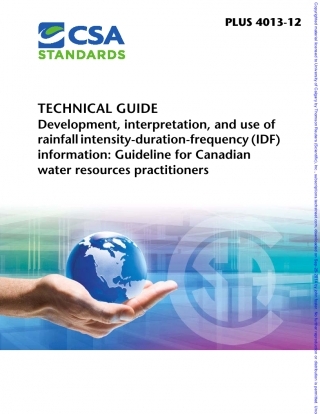 PLUS 4013-12
CSA
STANDARDS
TECHNICAL GUIDE
Development, interpretation, and use of
rainfall intensity-duration-frequency (IDF)
information: Guideline for Canadian
water resources practitioners